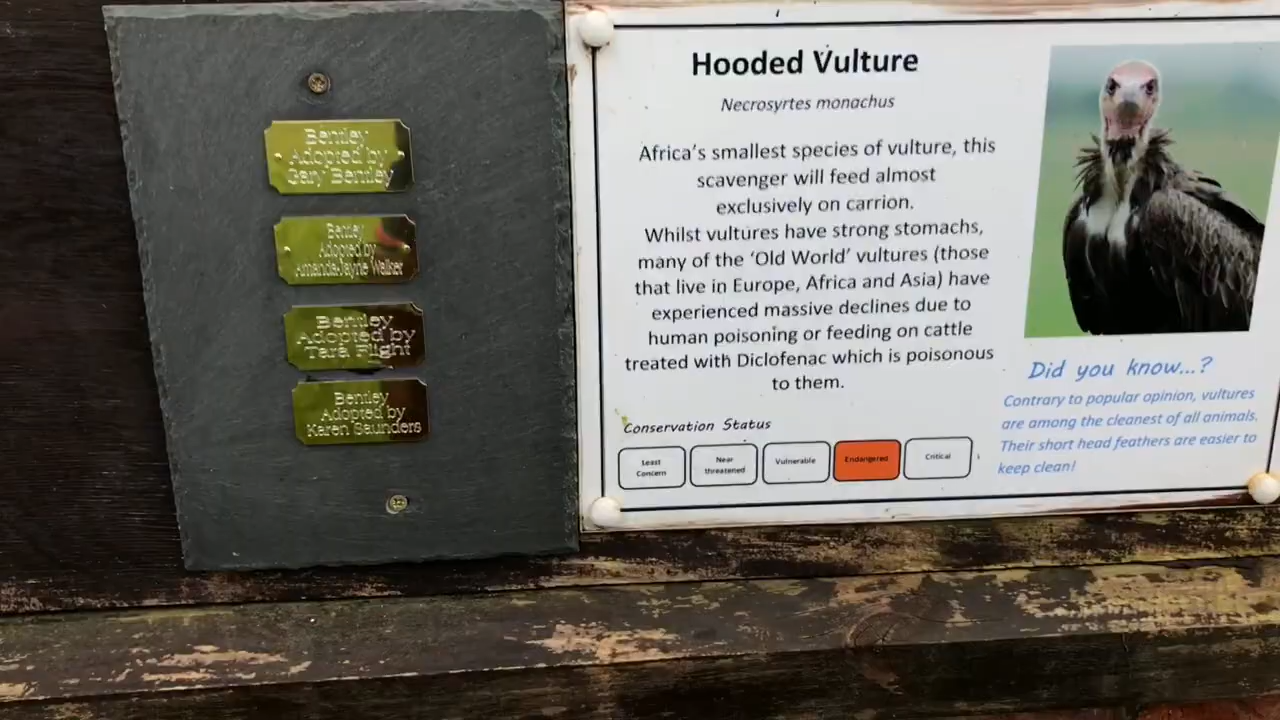 Bentley
Adopted by
Gary Bentley
Bentley
Adopted by
Amanda Jayne Walker
Bentley
Adopted by
Tara Flight
Bentley
Adopted by
Karen Saunders
Hooded Vulture
Necrosyrtes monachus
Africa's smallest species of vulture, this
scavenger will feed almost
exclusively on carrion.
Whilst vultures have strong stomachs,
many of the 'Old World' vultures (those
that live in Europe, Africa and Asia) have
experienced massive declines due to
human poisoning or feeding on cattle
treated with Diclofenac which is poisonous
to them.
Conservation Status
Least
Concern
Near
threatened
Vulnerable
Endangered
Critical
Did you know...?
Contrary to popular opinion, vultures
are among the cleanest of all animals.
Their short head feathers are easier to
keep clean!